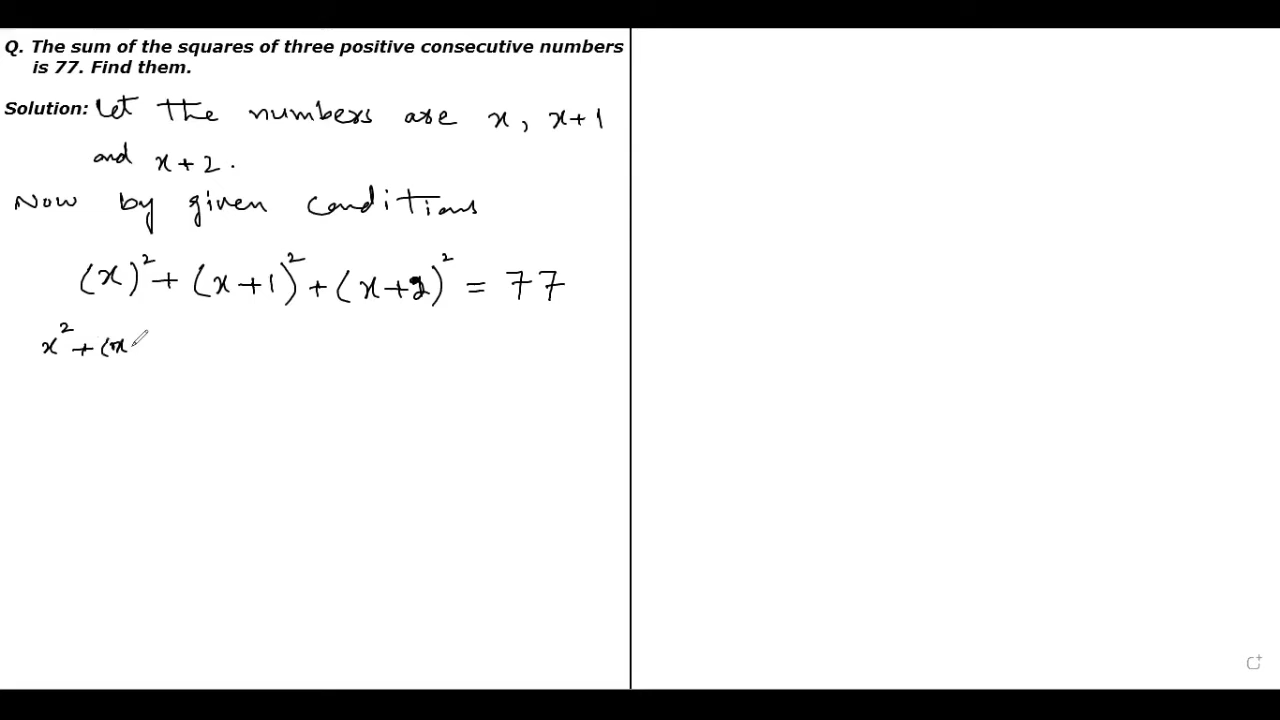 Q. The sum of the squares of three positive consecutive numbers
is 77. Find them.
Solution: Let The numbers are x, x+1
and x+2.
Now by given conditions
(x)² + (x+1)² + (x+2)² = 77
x² + (x